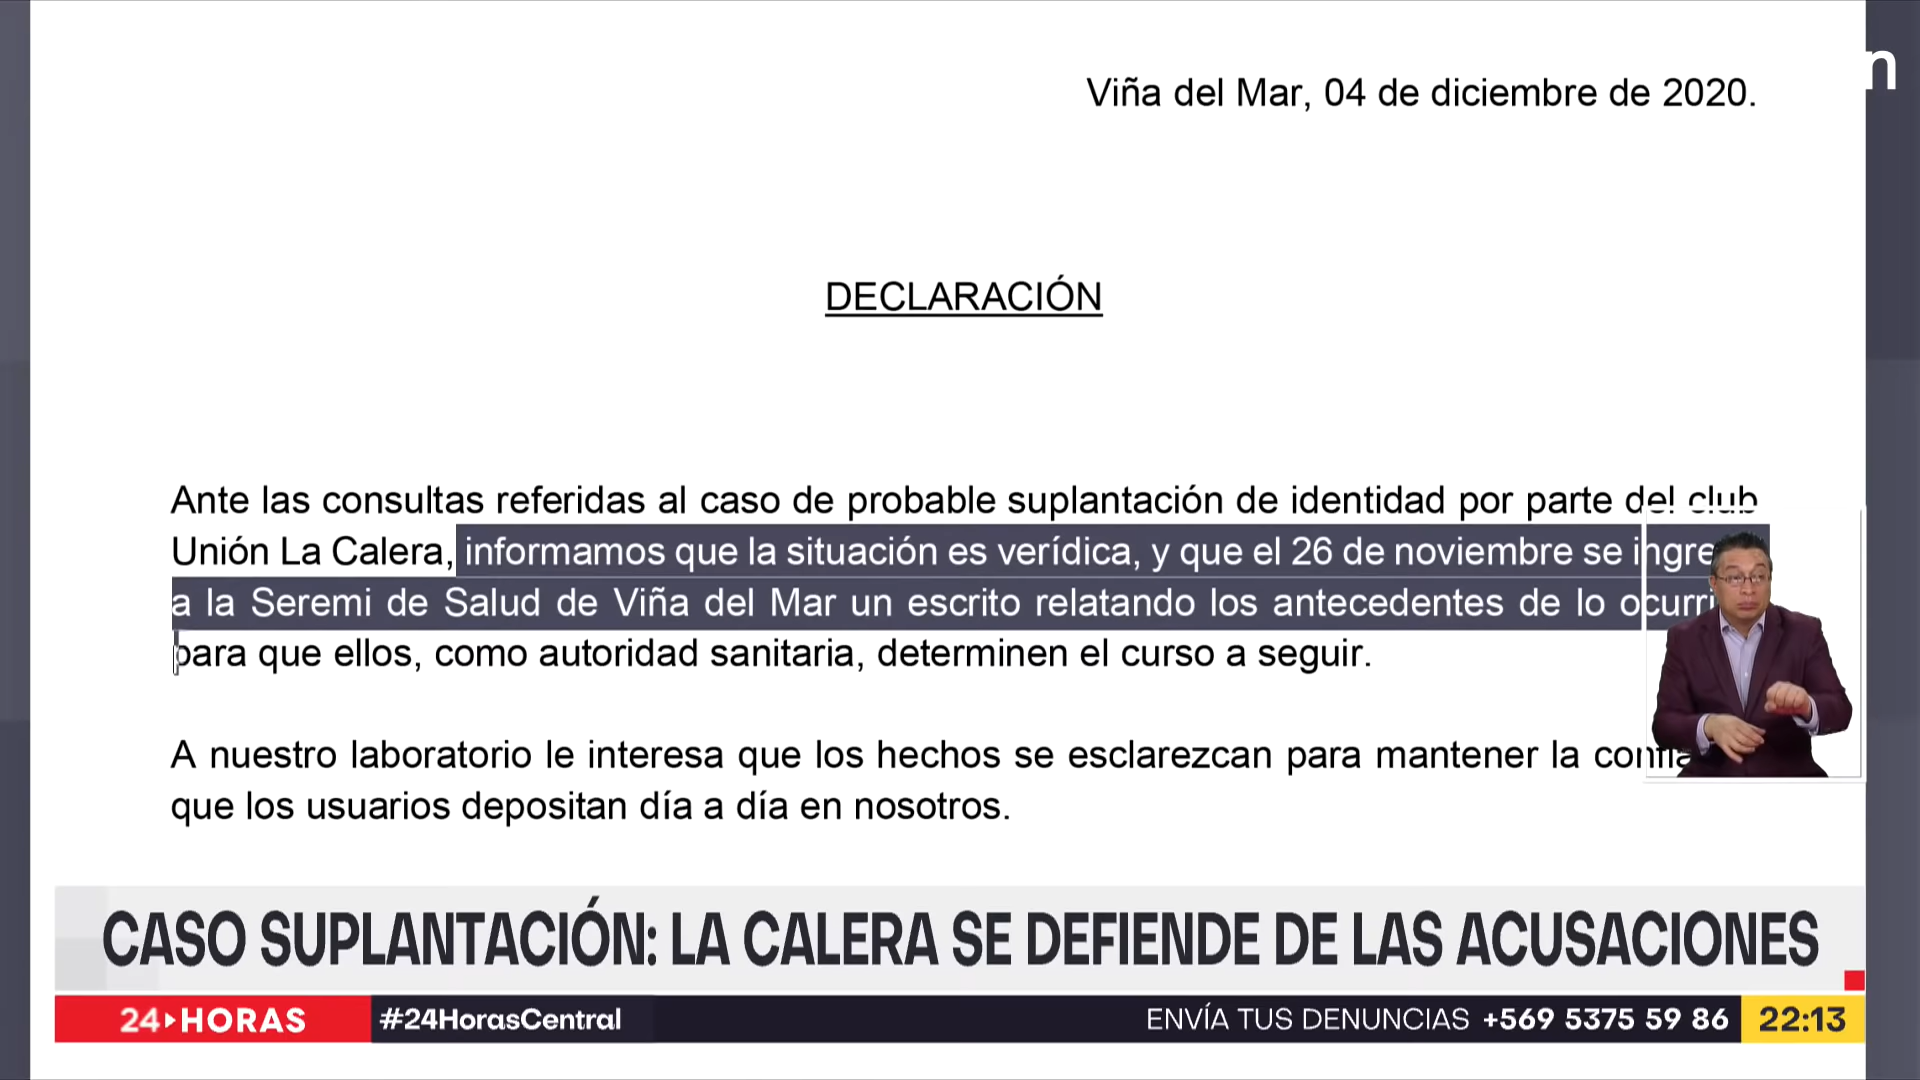 n
Viña del Mar, 04 de diciembre de 2020.
DECLARACIÓN
Ante las consultas referidas al caso de probable suplantación de identidad por parte del club
Unión La Calera, informamos que la situación es verídica, y que el 26 de noviembre se
a la Seremi de Salud de Viña del Mar un escrito relatando los antecedentes de lo
para que ellos, como autoridad sanitaria, determinen el curso a seguir.
A nuestro laboratorio le interesa que los hechos se esclarezcan para mantener la
que los usuarios depositan día a día en nosotros.
CASO SUPLANTACIÓN: LA CALERA SE DEFIENDE DE LAS ACUSACIONES
24 HORAS #24HorasCentral ENVÍA TUS DENUNCIAS +569 5375 59 86 22:13